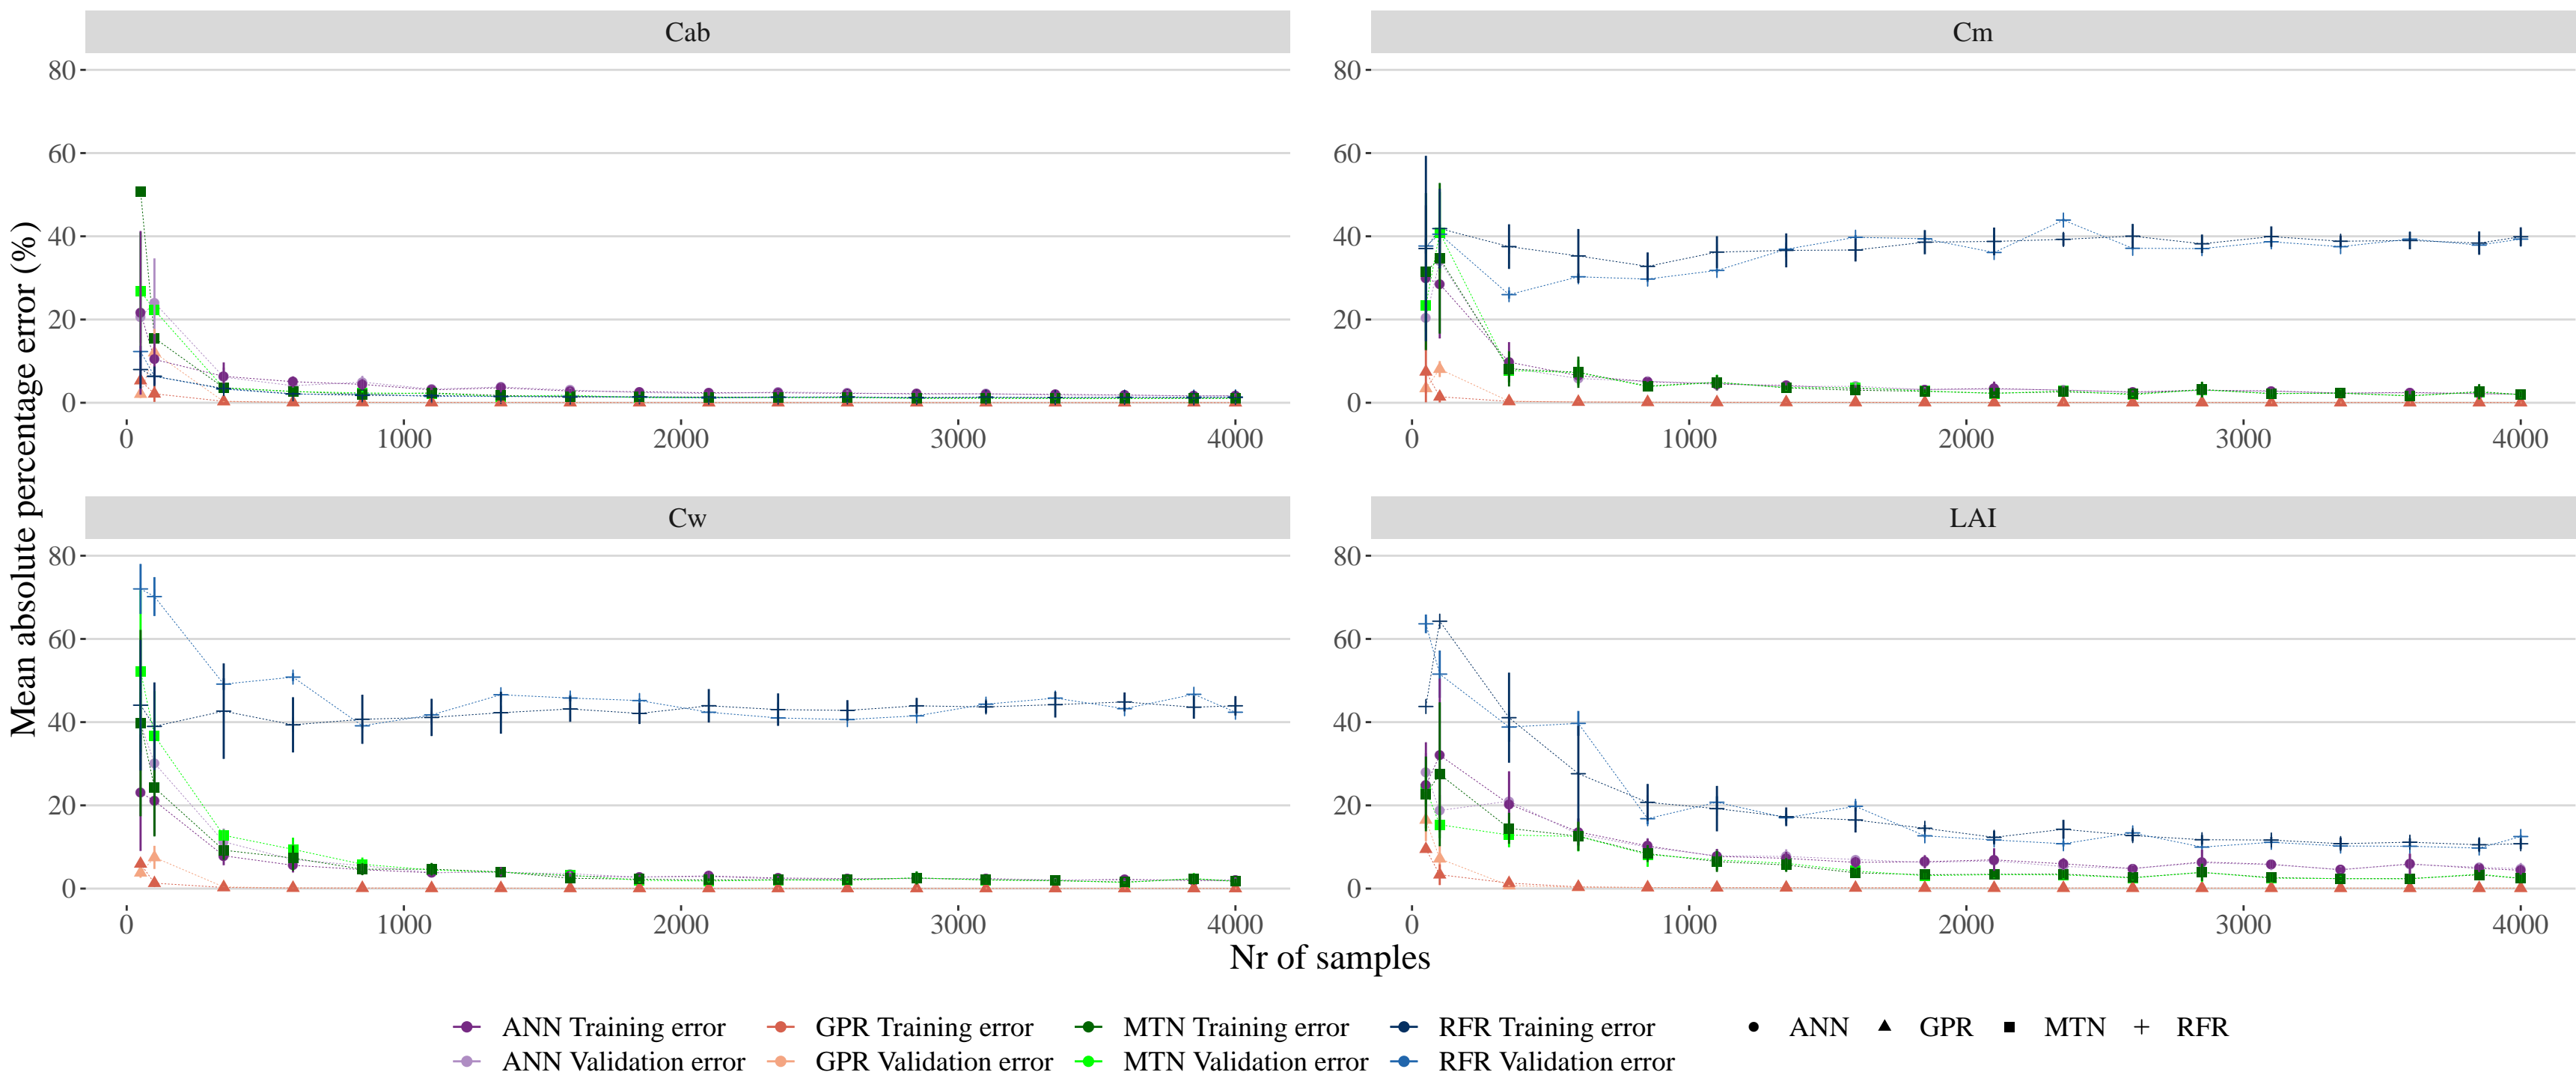 Cab
Cm
80
60
40
20
0
0 1000 2000 3000 4000
80
60
40
20
0
0 1000 2000 3000 4000
Mean absolute percentage error (%)
Cw
LAI
80
60
40
20
0
0 1000 2000 3000 4000
80
60
40
20
0
0 1000 2000 3000 4000
Nr of samples
ANN Training error GPR Training error MTN Training error RFR Training error ANN GPR MTN RFR
ANN Validation error GPR Validation error MTN Validation error RFR Validation error